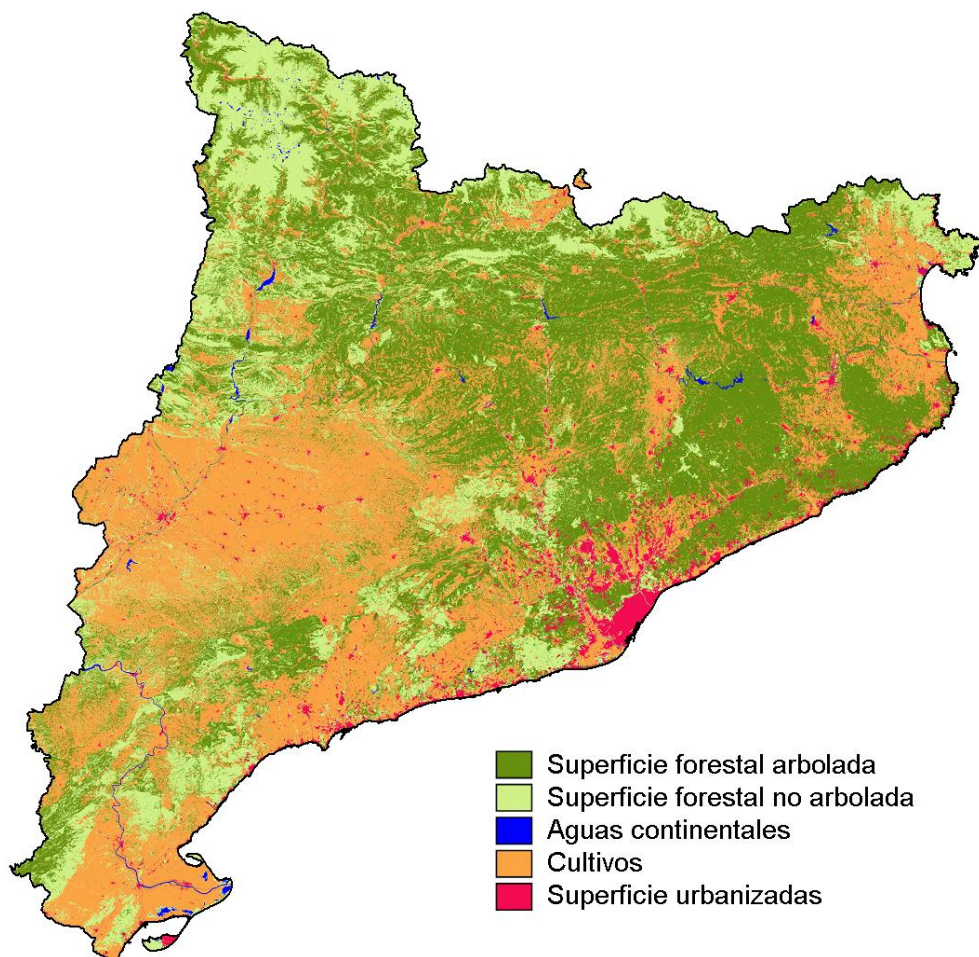 Superficie forestal arbolada
Superficie forestal no arbolada
Aguas continentales
Cultivos
Superficie urbanizadas